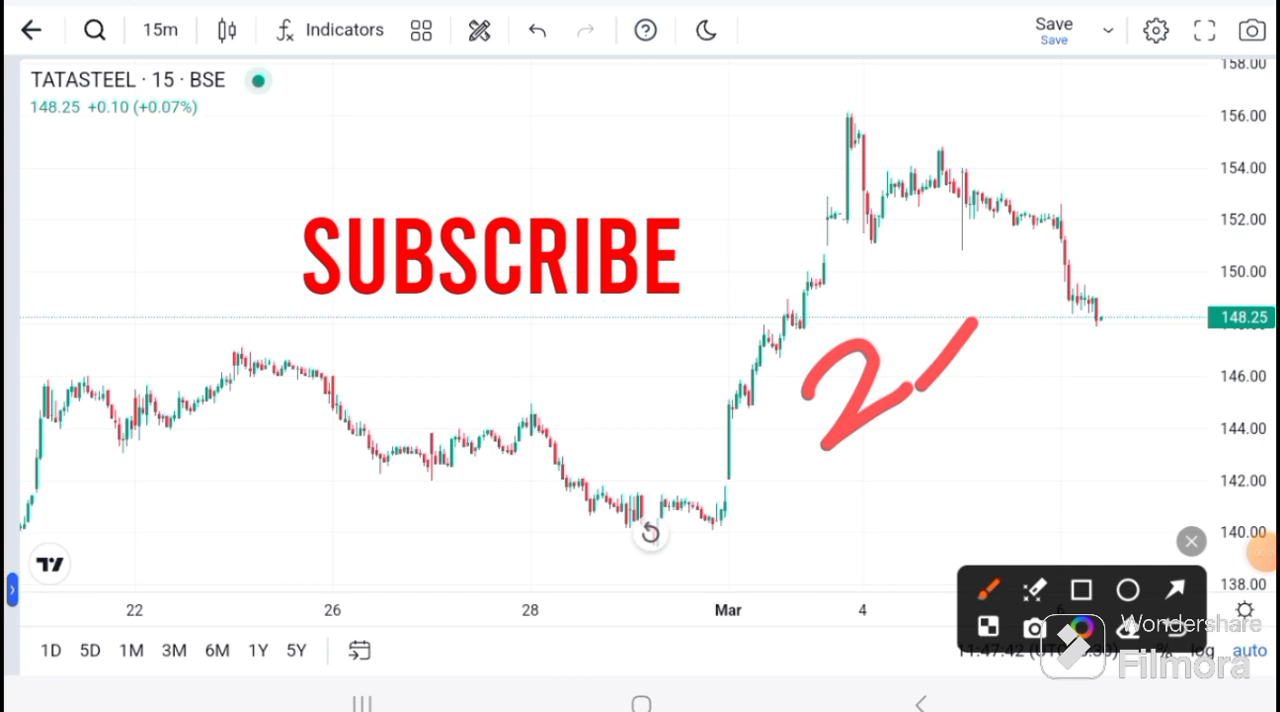 15m Indicators Save
Save
TATASTEEL · 15 · BSE
148.25 +0.10 (+0.07%)
158.00
156.00
154.00
152.00
150.00
148.25
146.00
144.00
142.00
140.00
138.00
SUBSCRIBE
2
22 26 28 Mar 4 6
1D 5D 1M 3M 6M 1Y 5Y
% log auto
Wondershare
Filmora